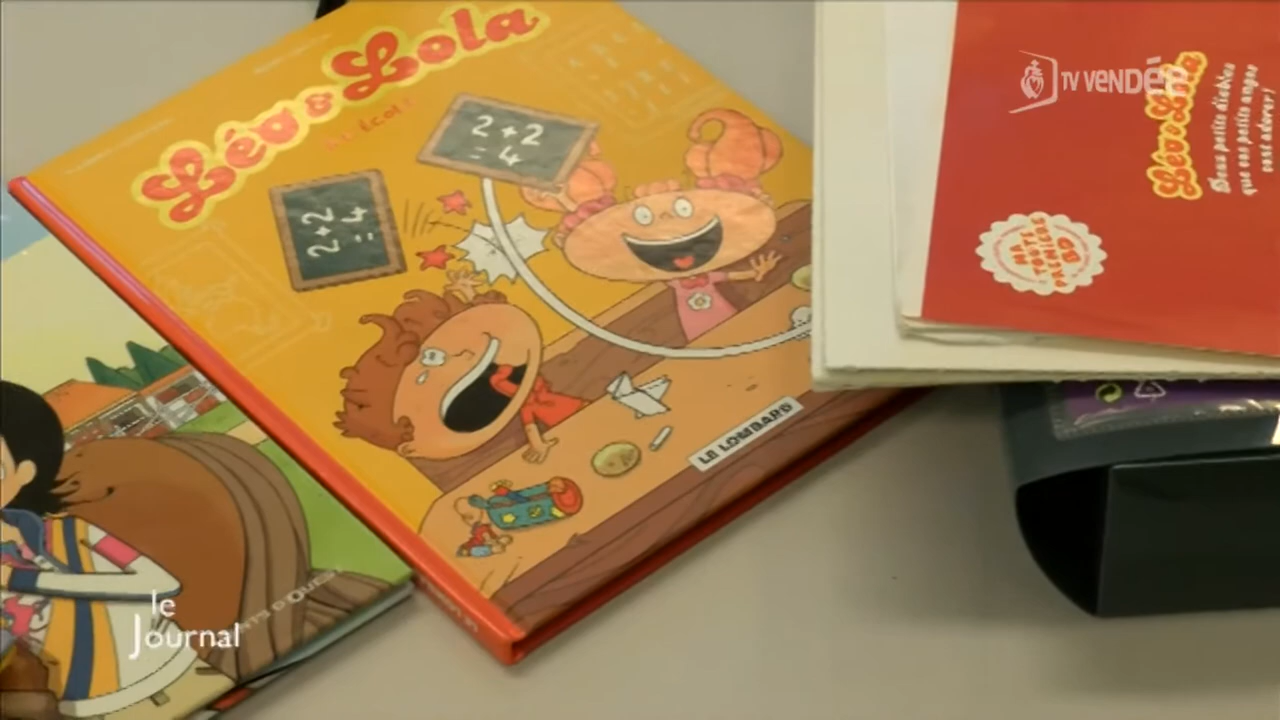 Léo & Lola
À L'ÉCOLE
2+2
= 4
2+2
= 4
LE LOMBARD
TV VENDÉE
Léo & Lola
Deux petits diables
que vos petits anges
vont adorer !
MA
TOUTE
PREMIÈRE
BD
le
Journal